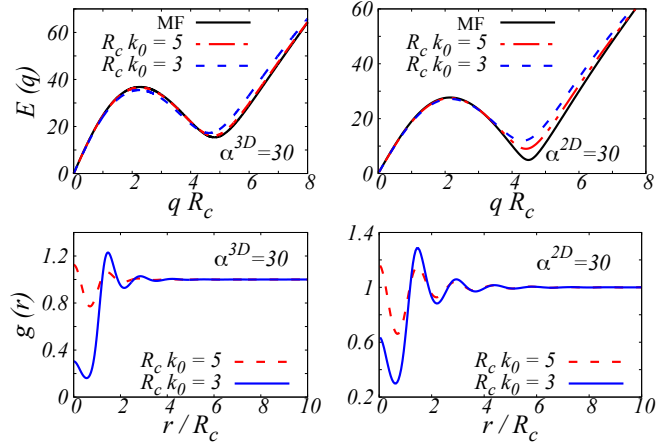 MF
R_c k_0 = 5
R_c k_0 = 3
E (q)
60
40
20
0
α^3D=30
0 2 4 6 8
q R_c
MF
R_c k_0 = 5
R_c k_0 = 3
60
40
20
0
α^2D=30
0 2 4 6 8
q R_c
g (r)
1.2
0.8
0.4
0
α^3D=30
R_c k_0 = 5
R_c k_0 = 3
0 2 4 6 8 10
r / R_c
1.4
1
0.6
0.2
α^2D=30
R_c k_0 = 5
R_c k_0 = 3
0 2 4 6 8 10
r / R_c